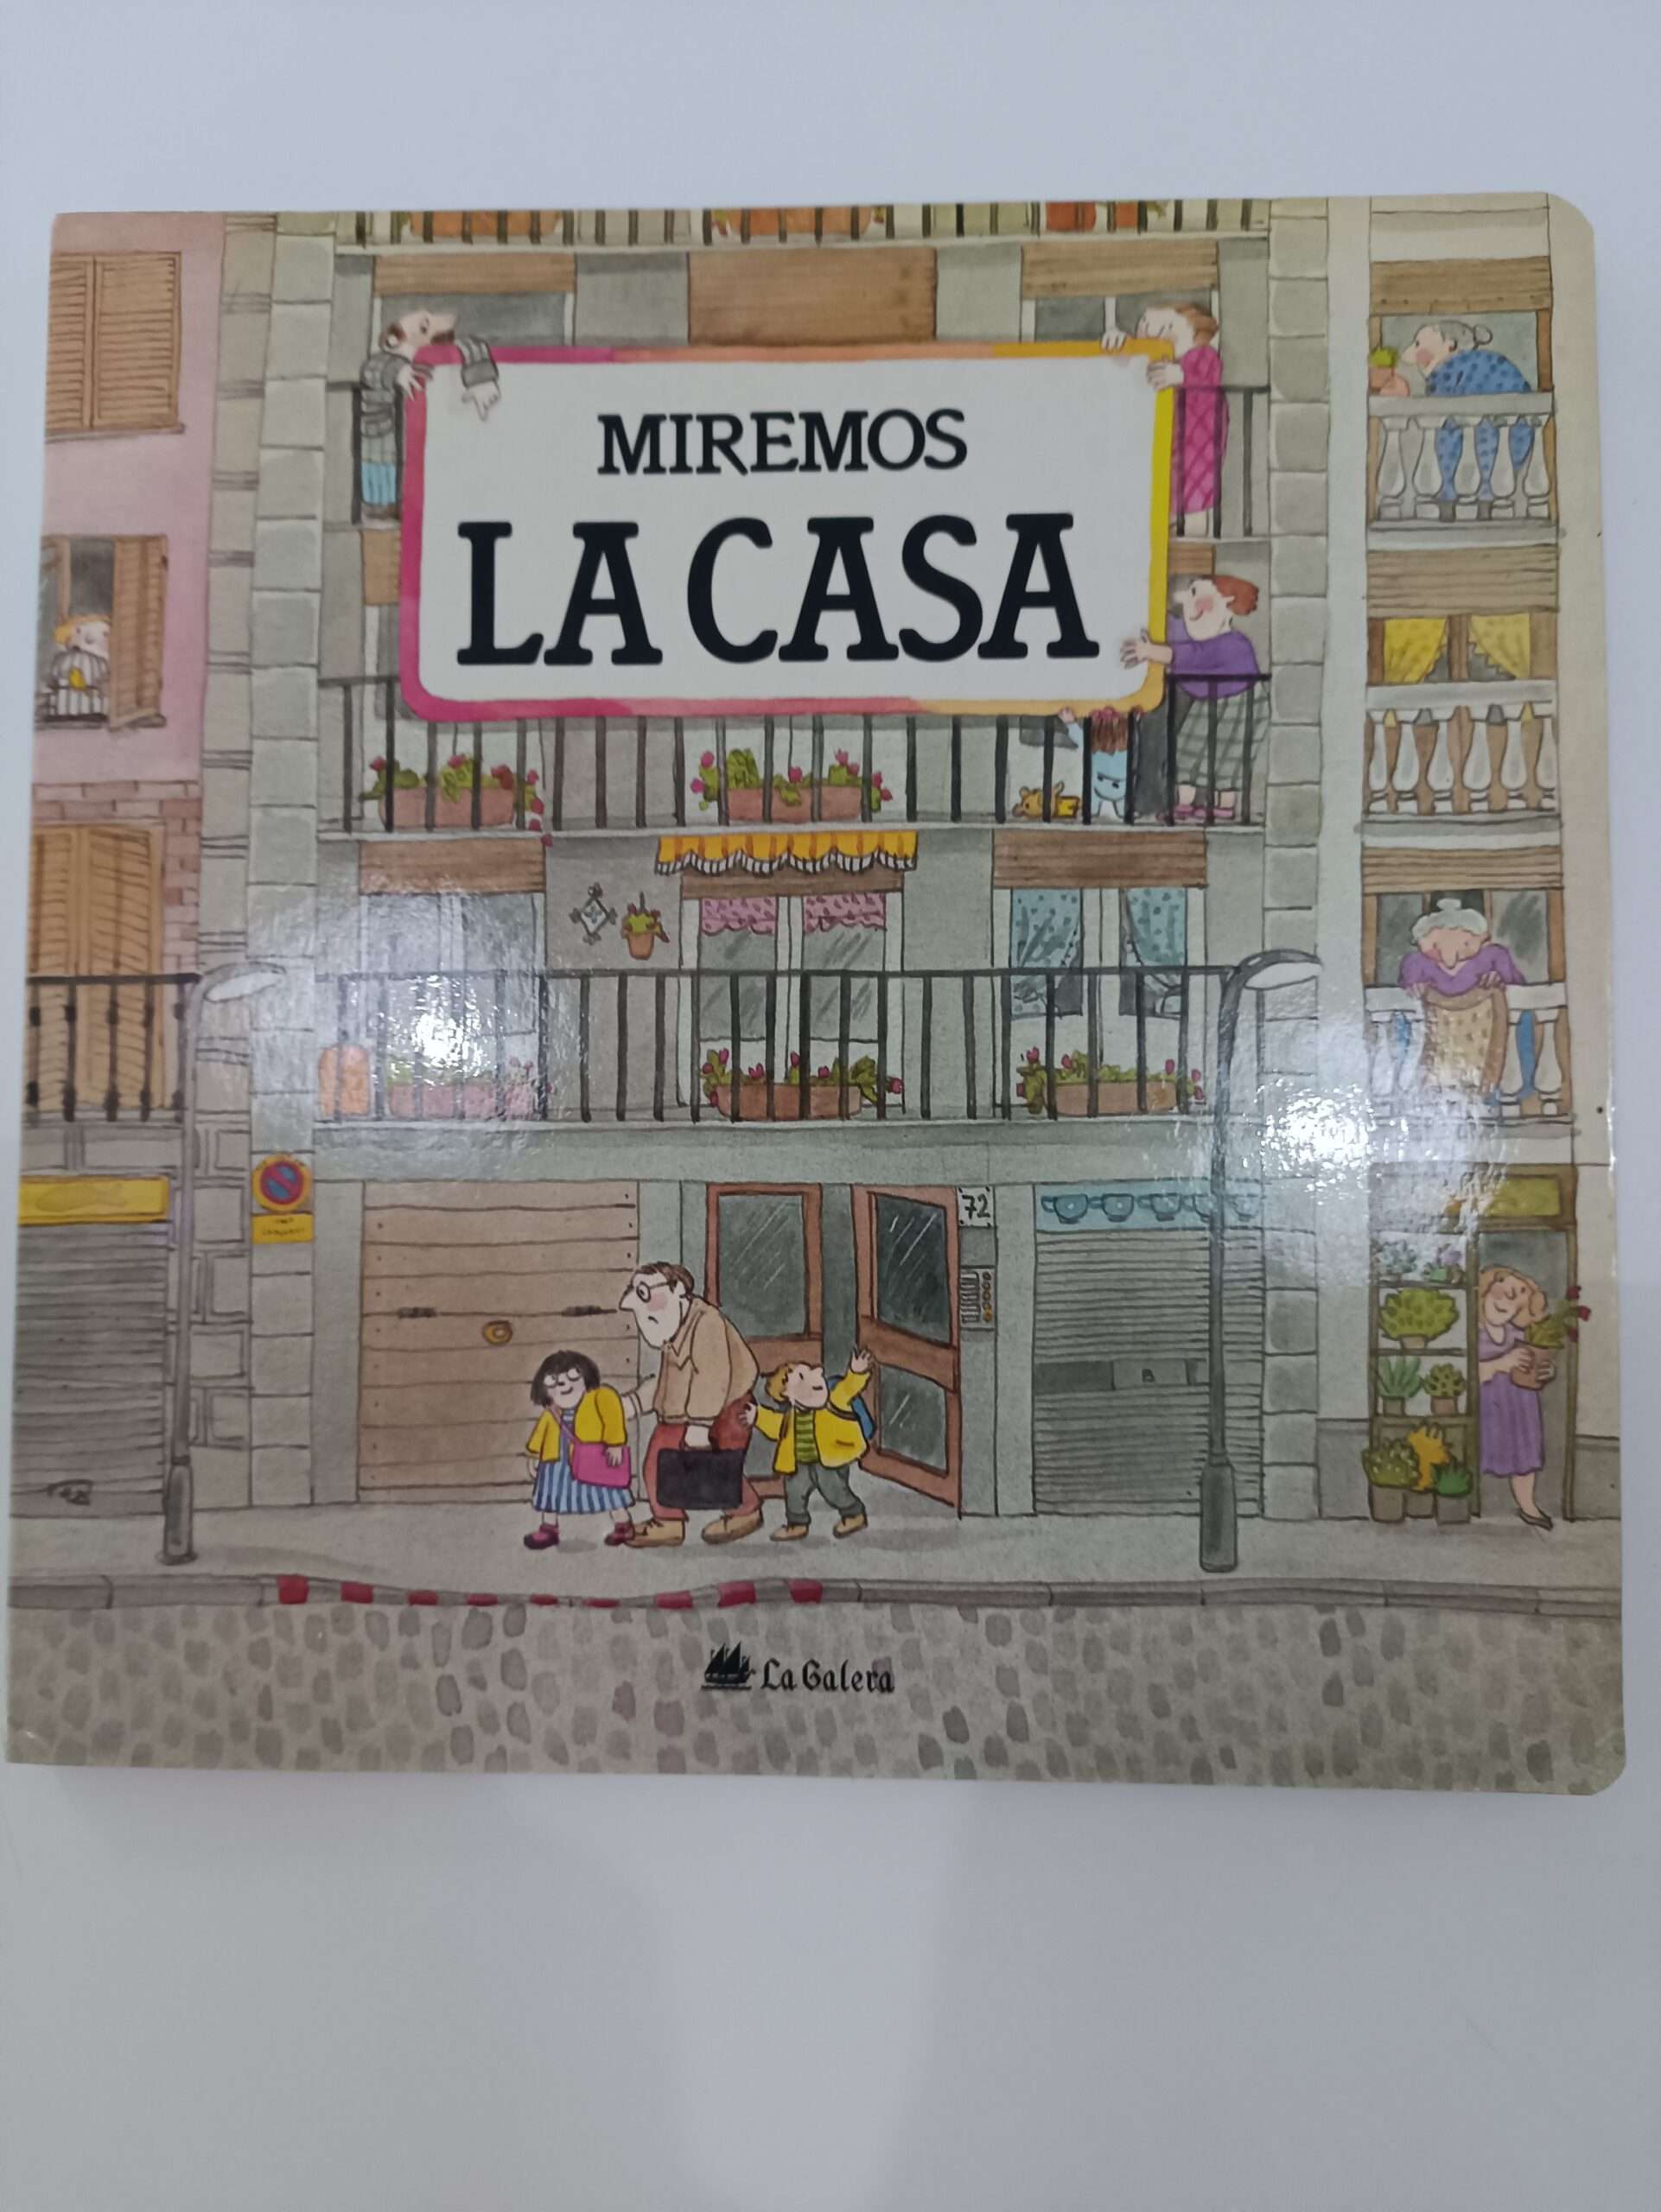 MIREMOS
LA CASA
72
La Galera